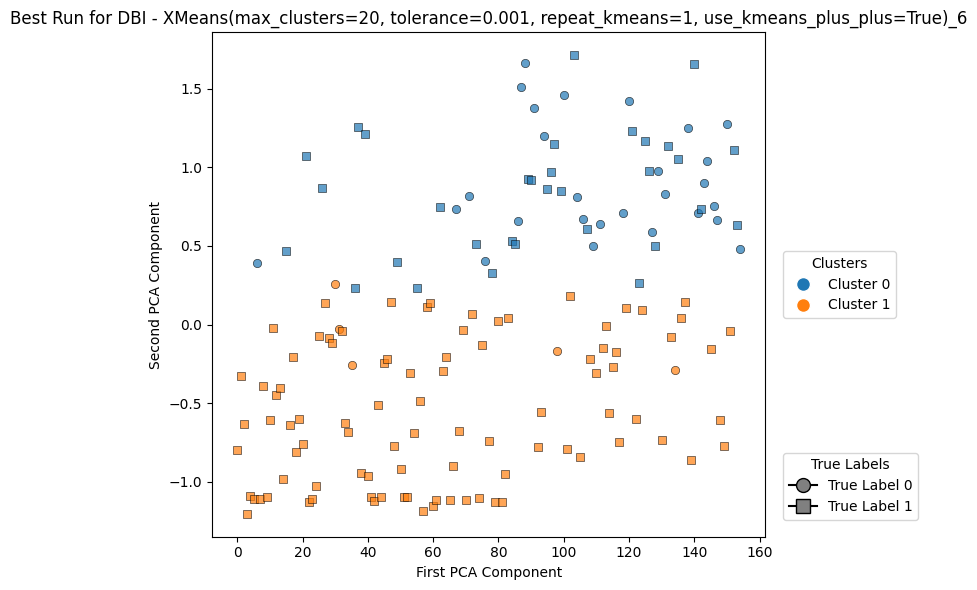 Best Run for DBI - XMeans(max_clusters=20, tolerance=0.001, repeat_kmeans=1, use_kmeans_plus_plus=True)_6
Second PCA Component
1.5
1.0
0.5
0.0
−0.5
−1.0
0 20 40 60 80 100 120 140 160
First PCA Component
Clusters
Cluster 0
Cluster 1
True Labels
True Label 0
True Label 1